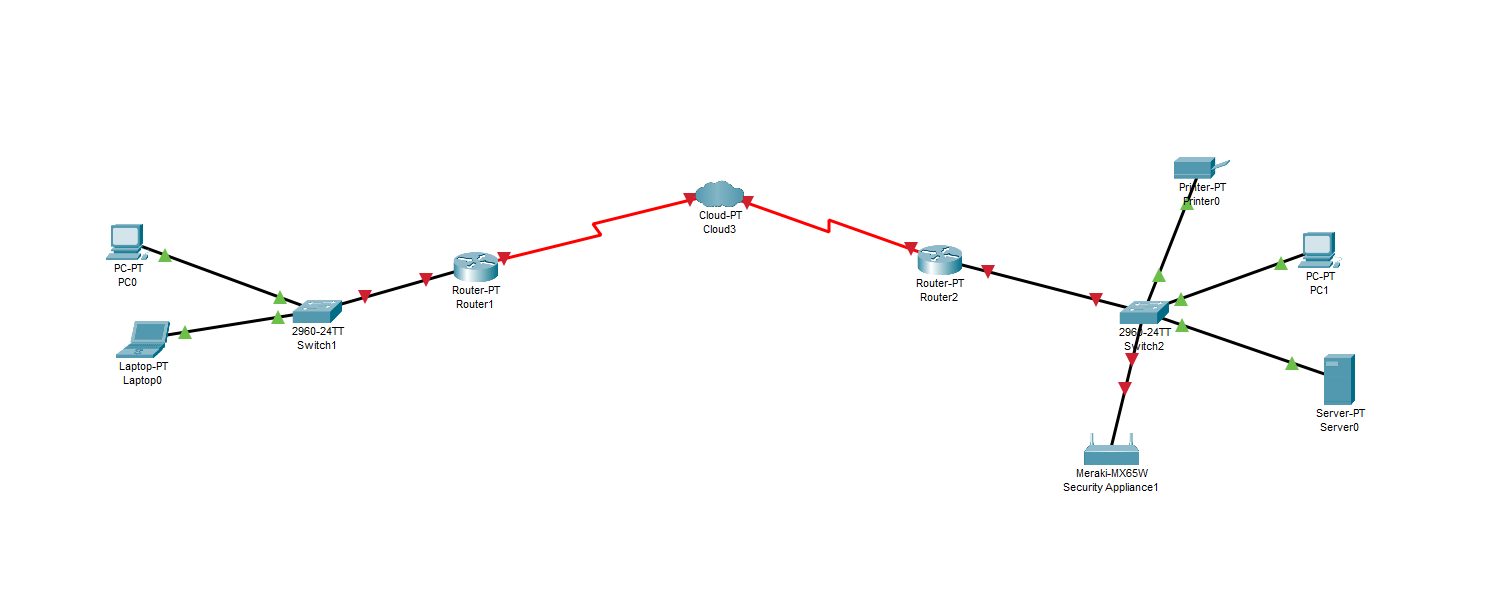 Printer-PT
Printer0
Cloud-PT
Cloud3
PC-PT
PC0
Router-PT
Router1
Router-PT
Router2
PC-PT
PC1
2960-24TT
Switch1
2960-24TT
Switch2
Laptop-PT
Laptop0
Server-PT
Server0
Meraki-MX65W
Security Appliance1